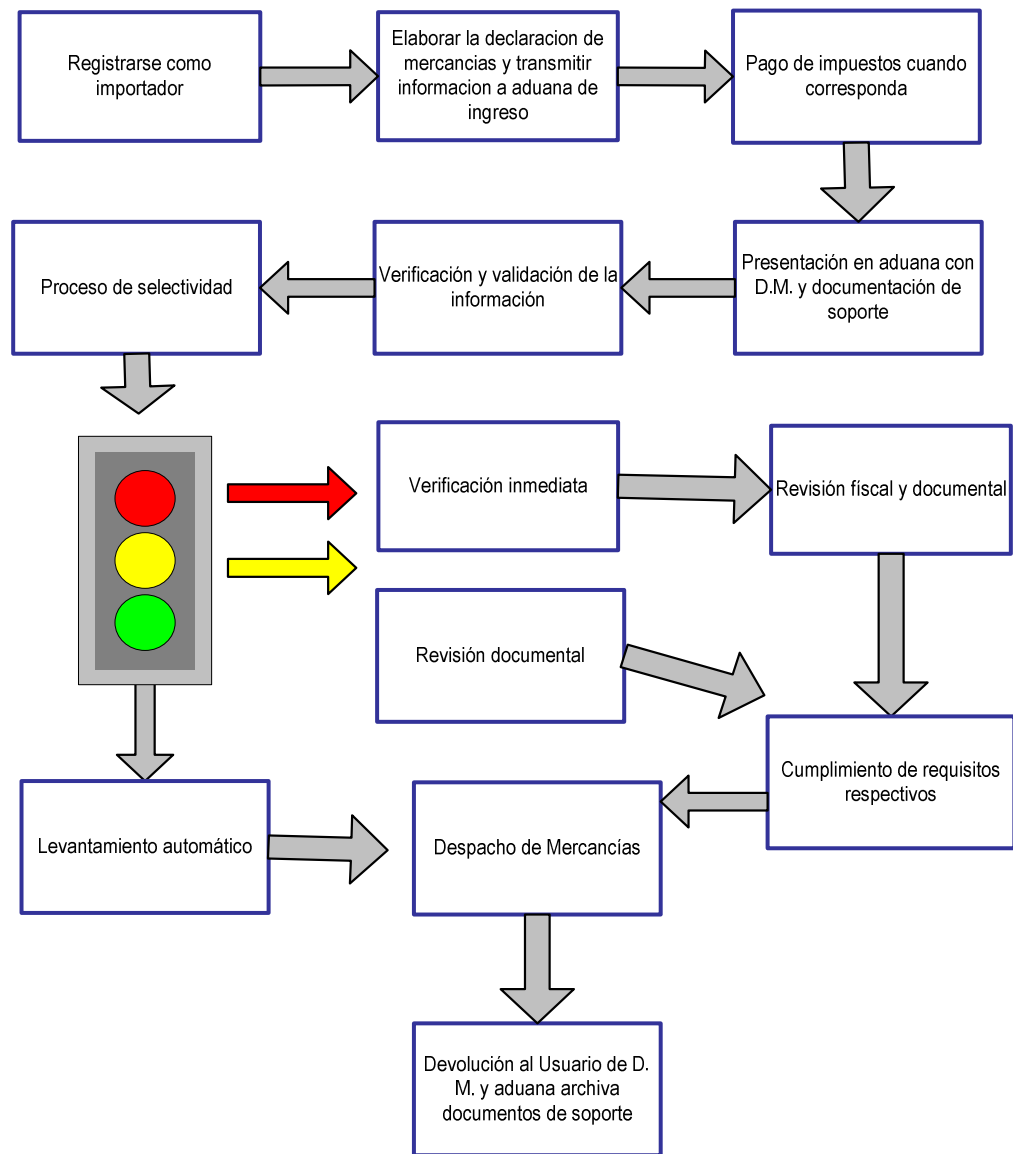 Registrarse como
importador
Elaborar la declaracion de
mercancias y transmitir
informacion a aduana de
ingreso
Pago de impuestos cuando
corresponda
Proceso de selectividad
Verificación y validación de la
información
Presentación en aduana con
D.M. y documentación de
soporte
Verificación inmediata
Revisión fiscal y documental
Revisión documental
Cumplimiento de requisitos
respectivos
Levantamiento automático
Despacho de Mercancías
Devolución al Usuario de D.
M. y aduana archiva
documentos de soporte